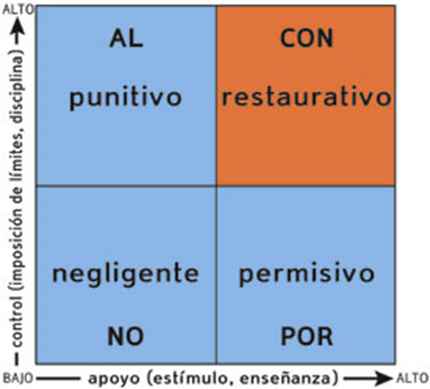 ALTO
control (imposición de límites, disciplina)
AL
punitivo
CON
restaurativo
negligente
NO
permisivo
POR
BAJO
apoyo (estímulo, enseñanza)
ALTO